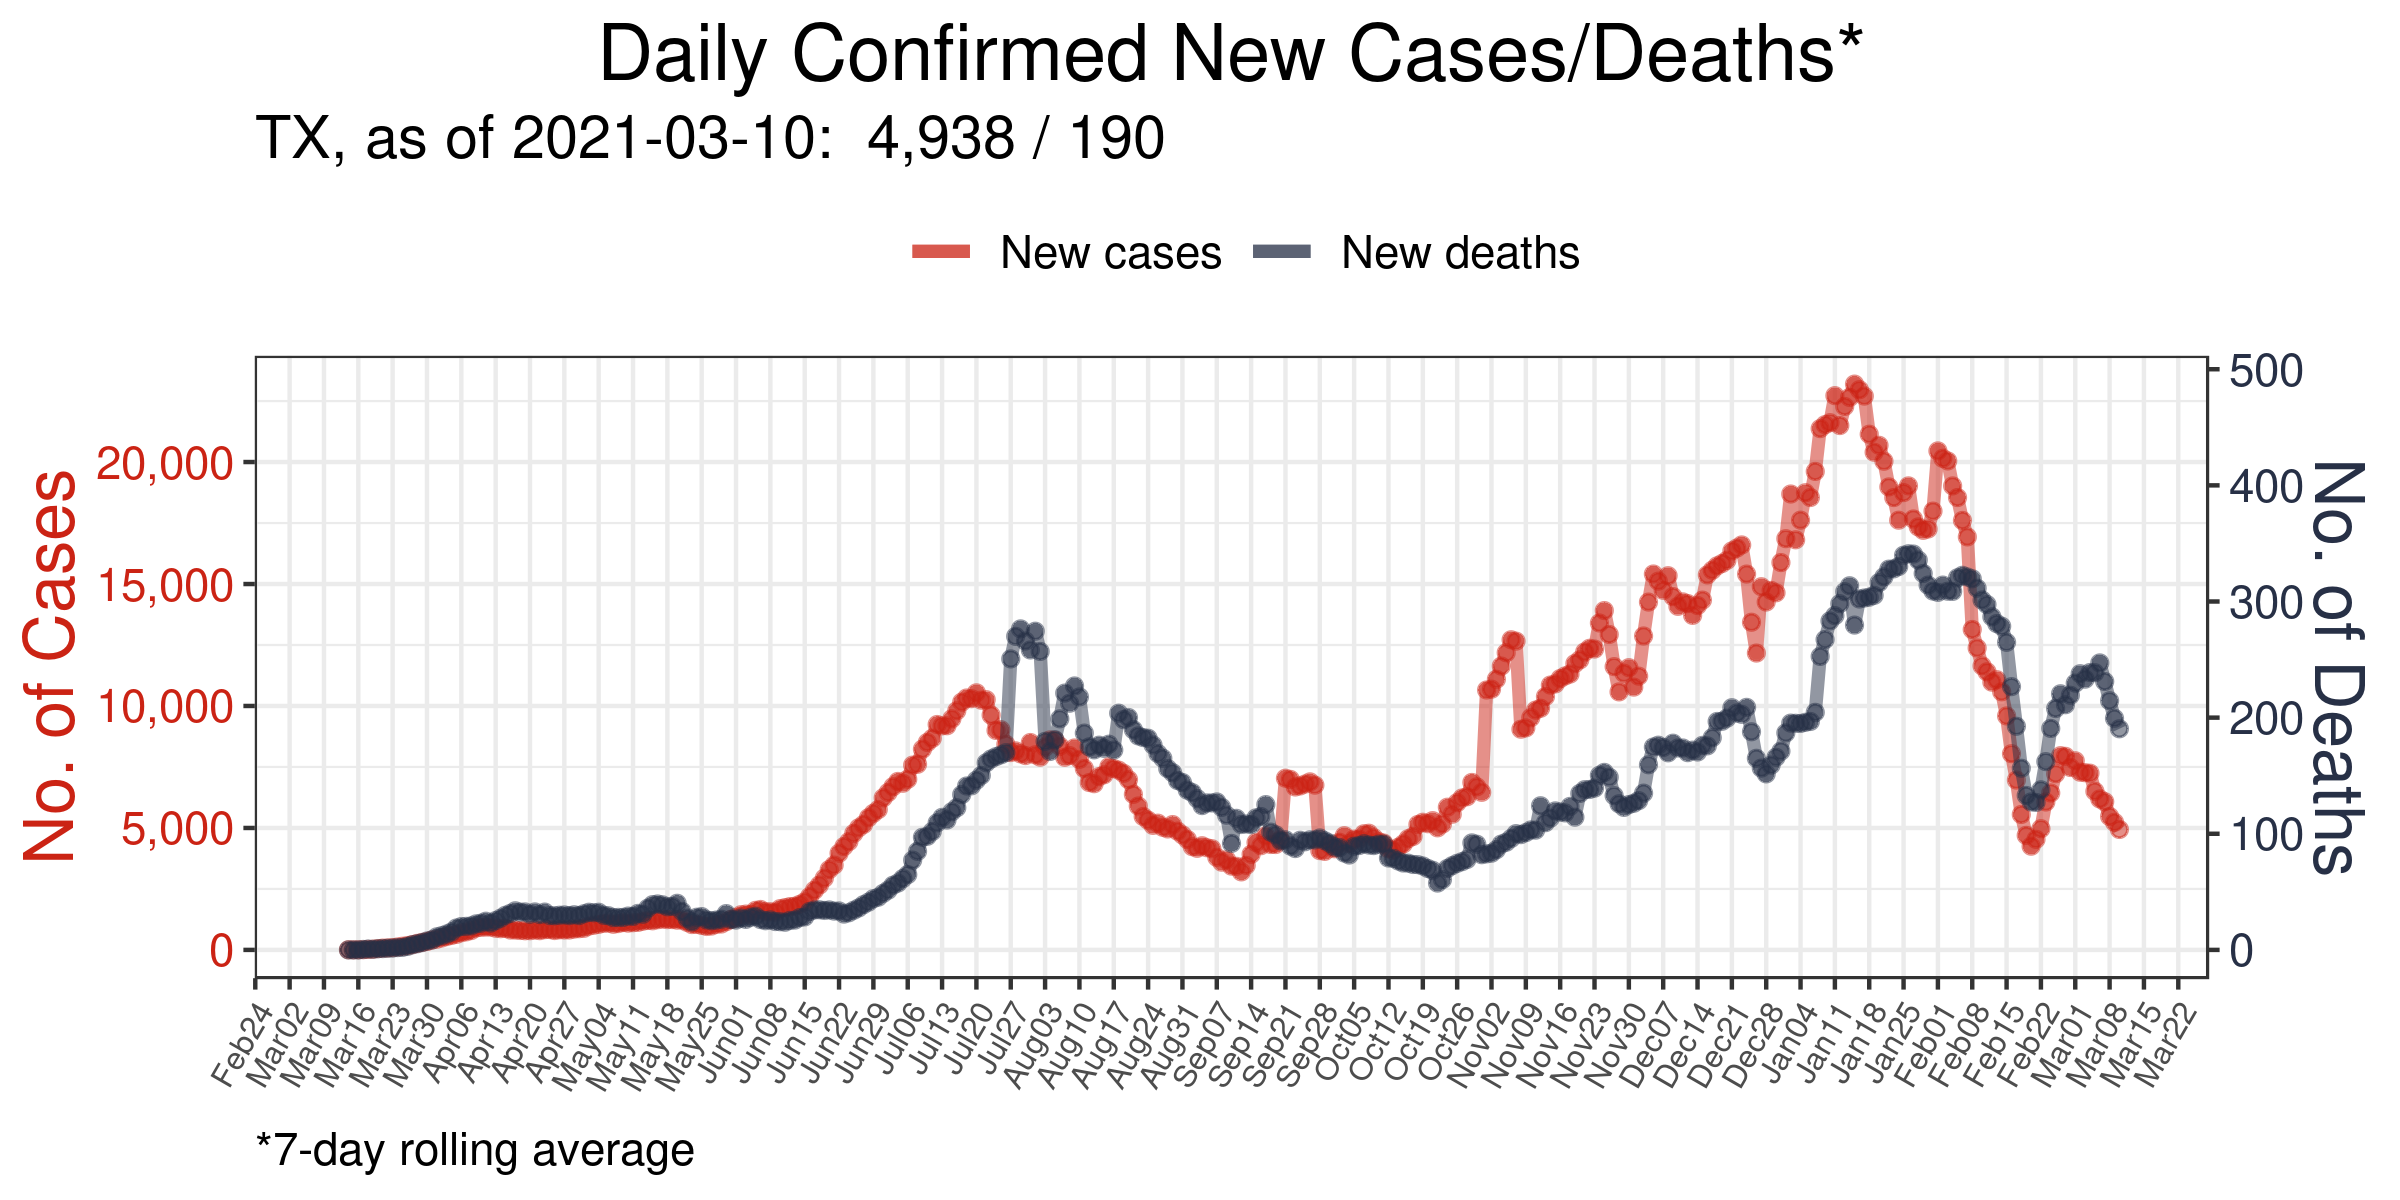 Daily Confirmed New Cases/Deaths*
TX, as of 2021-03-10:  4,938 / 190
New cases
New deaths
No. of Cases
20,000
15,000
10,000
5,000
0
500
400
300
200
100
0
No. of Deaths
Feb24
Mar02
Mar09
Mar16
Mar23
Mar30
Apr06
Apr13
Apr20
Apr27
May04
May11
May18
May25
Jun01
Jun08
Jun15
Jun22
Jun29
Jul06
Jul13
Jul20
Jul27
Aug03
Aug10
Aug17
Aug24
Aug31
Sep07
Sep14
Sep21
Sep28
Oct05
Oct12
Oct19
Oct26
Nov02
Nov09
Nov16
Nov23
Nov30
Dec07
Dec14
Dec21
Dec28
Jan04
Jan11
Jan18
Jan25
Feb01
Feb08
Feb15
Feb22
Mar01
Mar08
Mar15
Mar22
*7-day rolling average